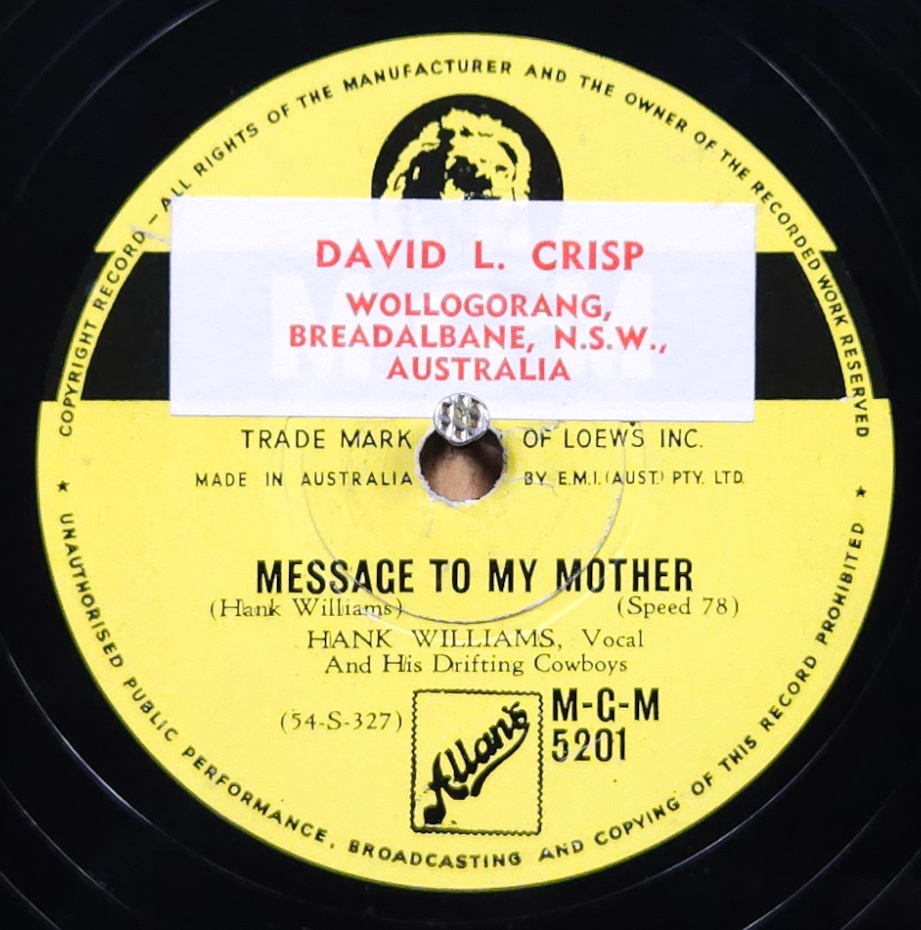 COPYRIGHT RECORD — ALL RIGHTS OF THE MANUFACTURER AND THE OWNER OF THE RECORDED WORK RESERVED
DAVID L. CRISP
WOLLOGORANG,
BREADALBANE, N.S.W.,
AUSTRALIA
TRADE MARK OF LOEWS INC.
MADE IN AUSTRALIA BY E.M.I. (AUST.) PTY. LTD.
MESSAGE TO MY MOTHER
(Hank Williams) (Speed 78)
HANK WILLIAMS, Vocal
And His Drifting Cowboys
(54-S-327) Allan's M-G-M
5201
★ UNAUTHORISED PUBLIC PERFORMANCE, BROADCASTING AND COPYING OF THIS RECORD PROHIBITED ★